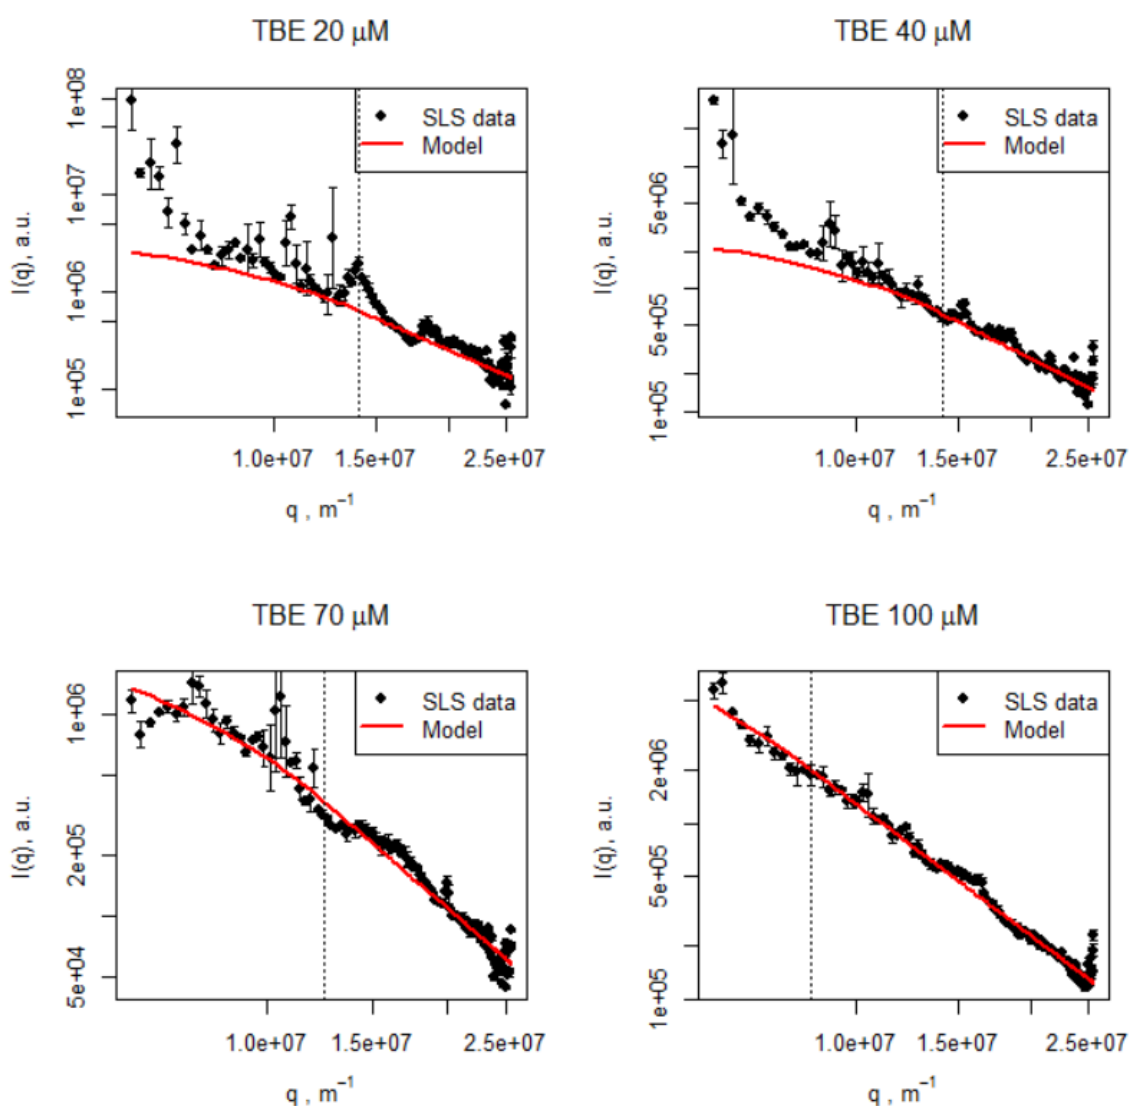 TBE 20 μM
SLS data
Model
1e+08
1e+07
1e+06
1e+05
I(q), a.u.
1.0e+07 1.5e+07 2.5e+07
q , m⁻¹
TBE 40 μM
SLS data
Model
5e+06
5e+05
1e+05
I(q), a.u.
1.0e+07 1.5e+07 2.5e+07
q , m⁻¹
TBE 70 μM
SLS data
Model
1e+06
2e+05
5e+04
I(q), a.u.
1.0e+07 1.5e+07 2.5e+07
q , m⁻¹
TBE 100 μM
SLS data
Model
2e+06
5e+05
1e+05
I(q), a.u.
1.0e+07 1.5e+07 2.5e+07
q , m⁻¹